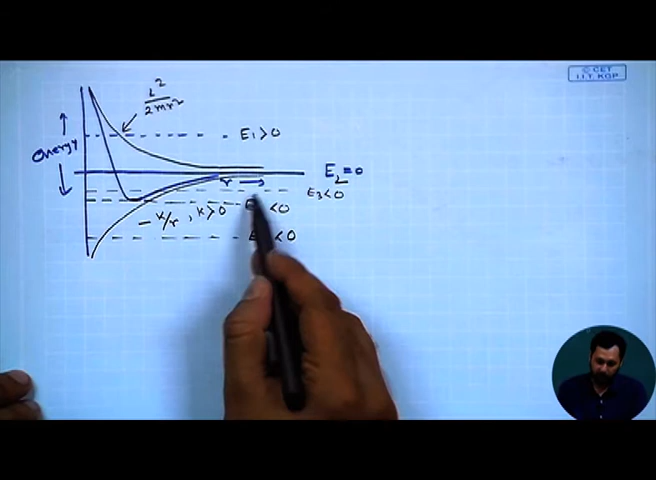 © CET
I.I.T. KGP
L²
2mr²
E₁>0
Energy
E₂=0
r
E₃<0
-k/r, k>0
<0
<0